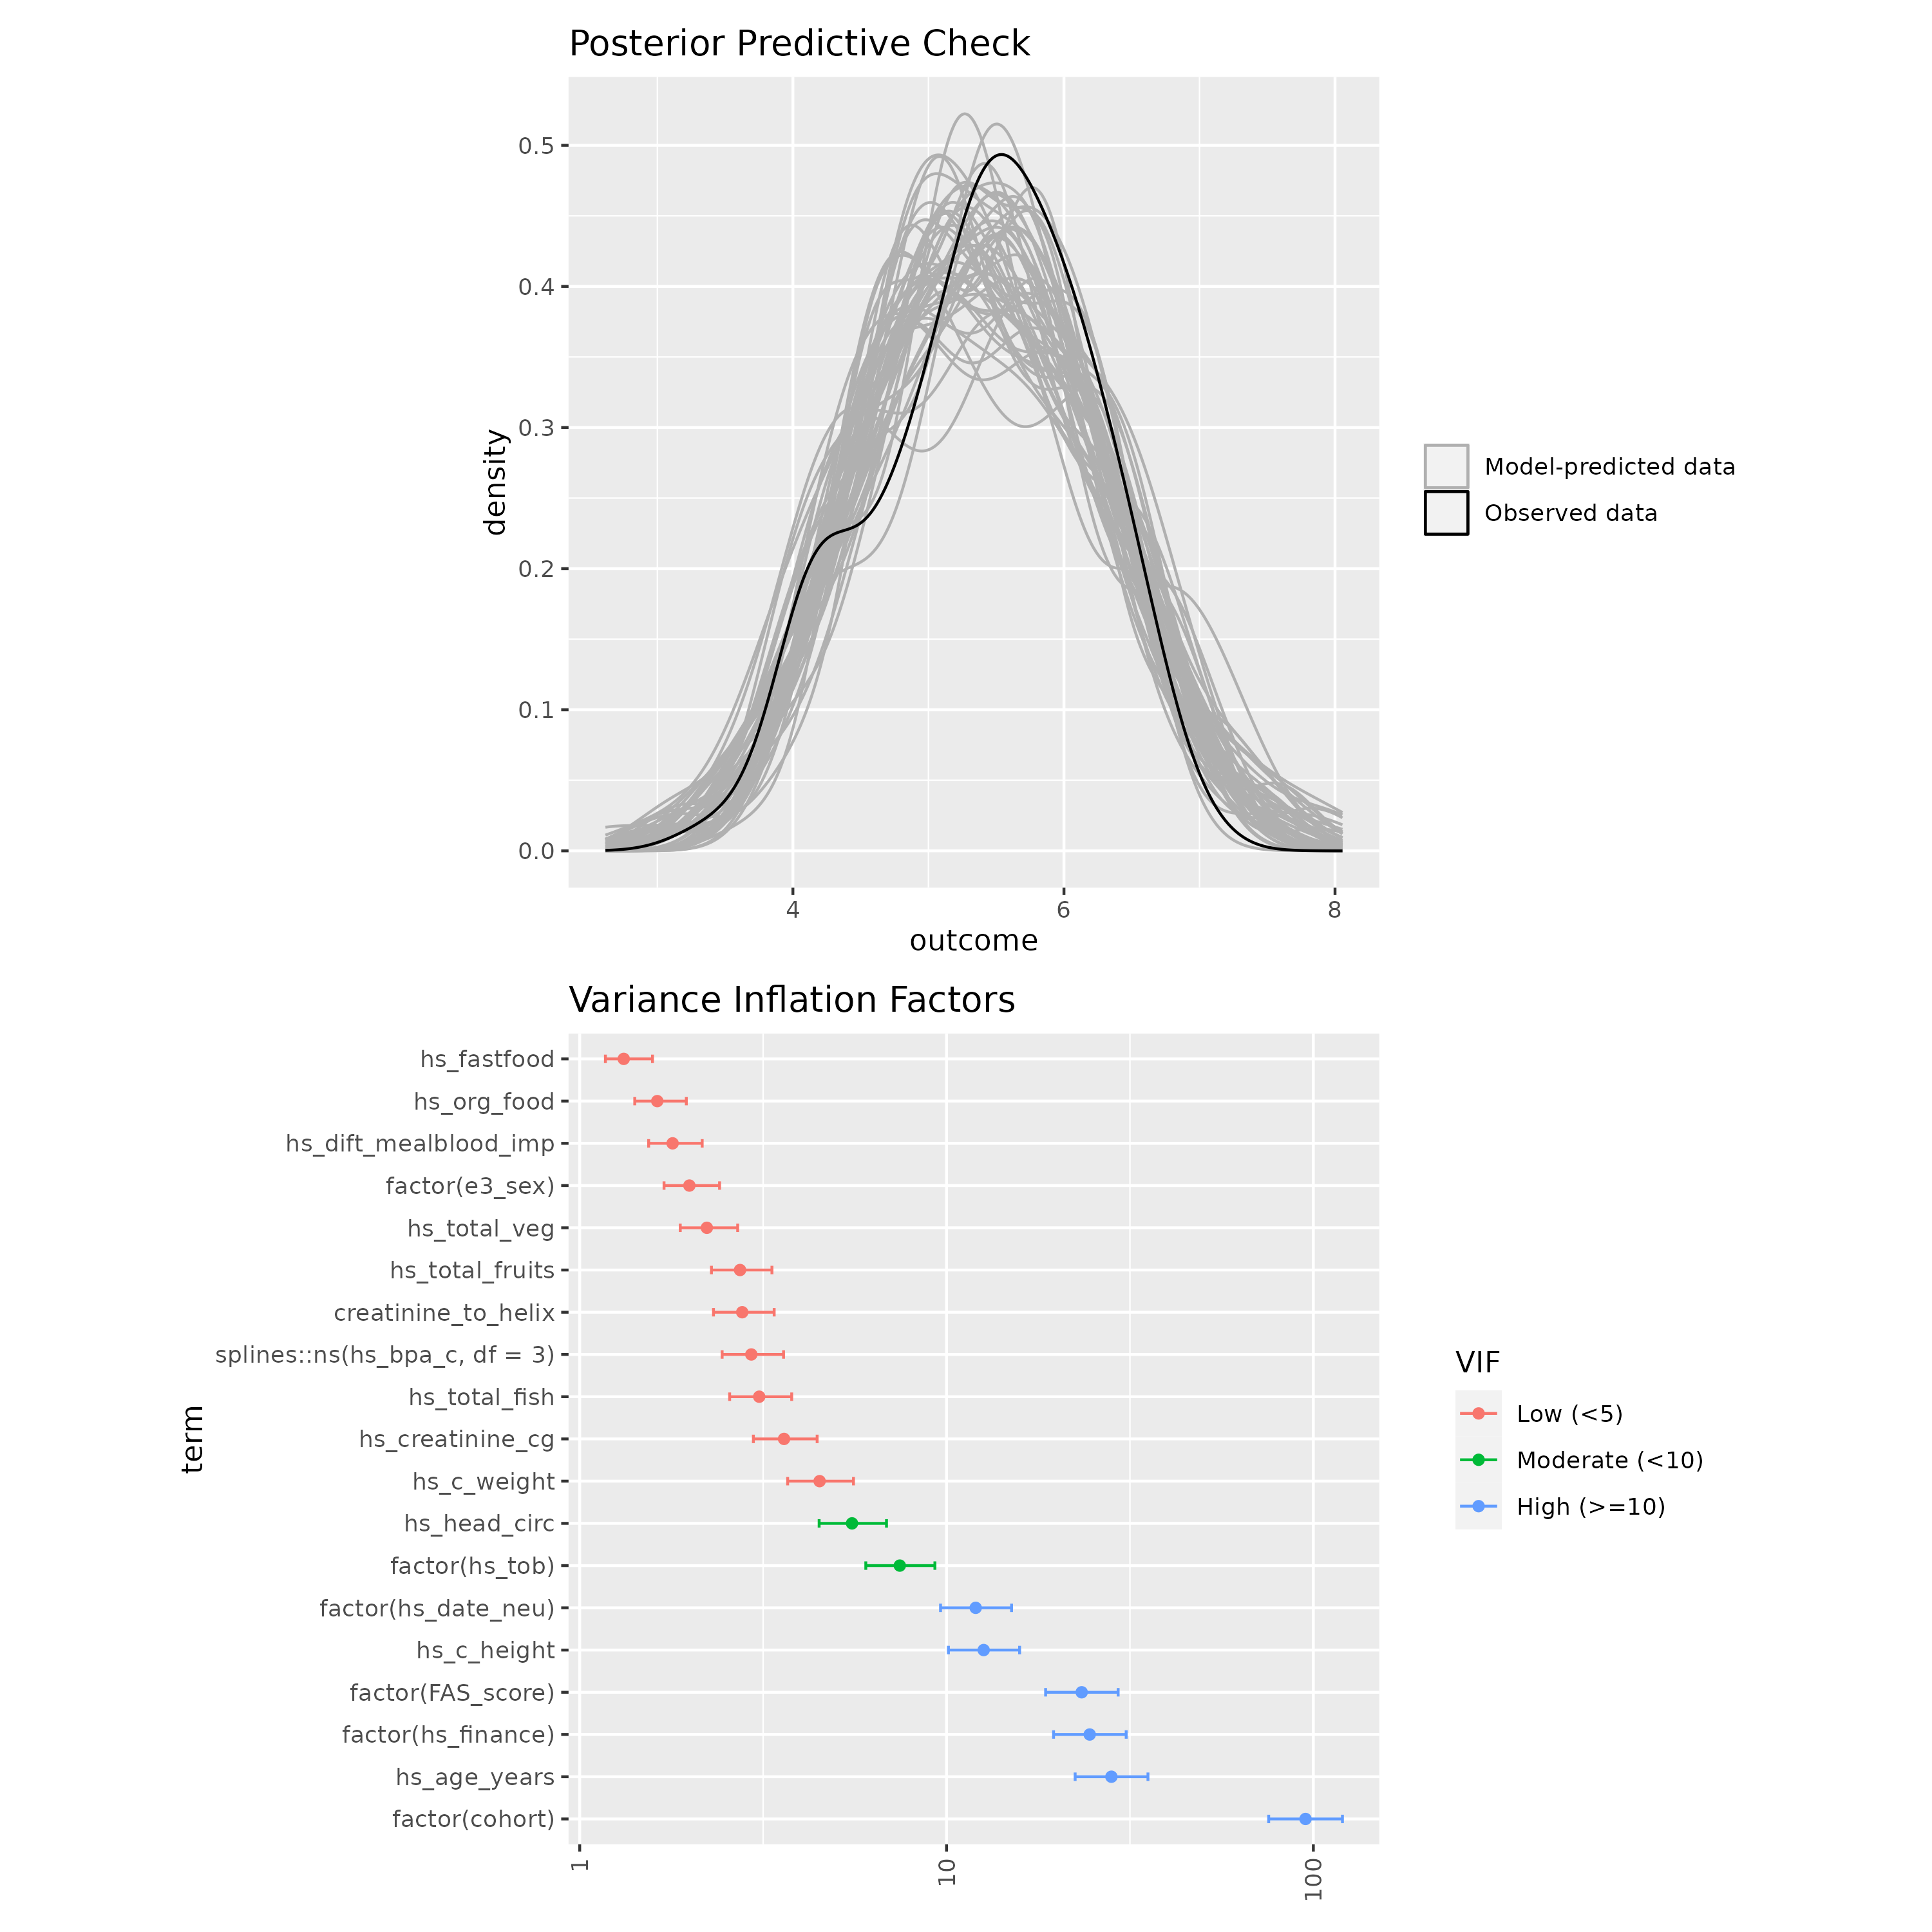 Posterior Predictive Check
0.5
0.4
0.3
0.2
0.1
0.0
density
4
6
8
outcome
Model-predicted data
Observed data
Variance Inflation Factors
hs_fastfood
hs_org_food
hs_dift_mealblood_imp
factor(e3_sex)
hs_total_veg
hs_total_fruits
creatinine_to_helix
splines::ns(hs_bpa_c, df = 3)
hs_total_fish
hs_creatinine_cg
hs_c_weight
hs_head_circ
factor(hs_tob)
factor(hs_date_neu)
hs_c_height
factor(FAS_score)
factor(hs_finance)
hs_age_years
factor(cohort)
term
1
10
100
VIF
Low (<5)
Moderate (<10)
High (>=10)